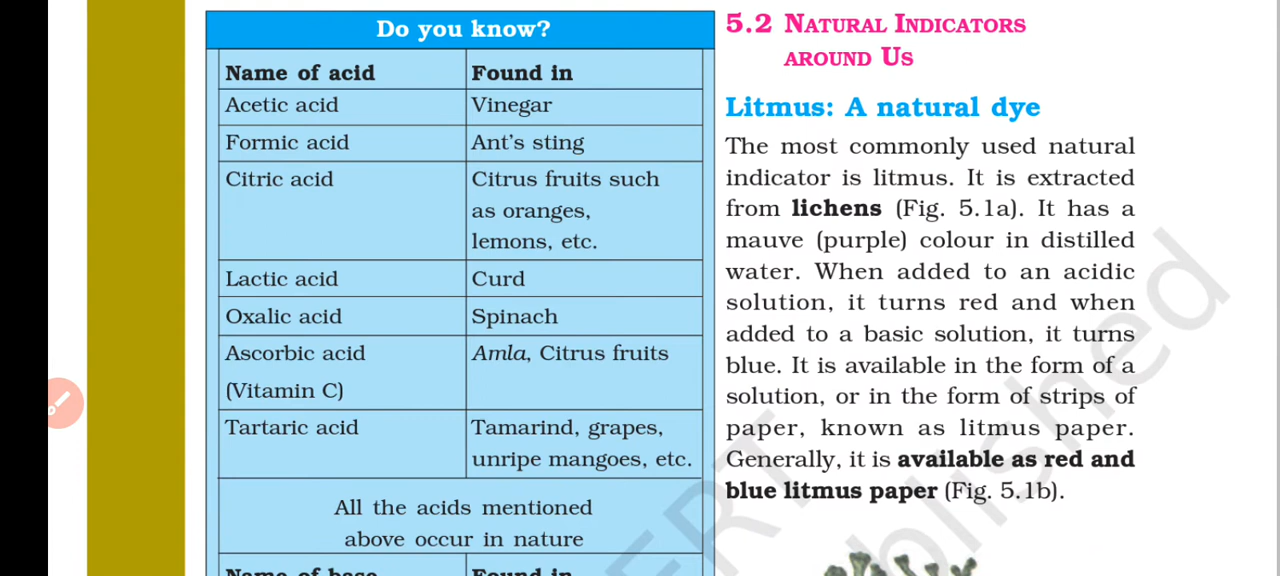 Do you know?
Name of acid Found in
Acetic acid Vinegar
Formic acid Ant's sting
Citric acid Citrus fruits such
as oranges,
lemons, etc.
Lactic acid Curd
Oxalic acid Spinach
Ascorbic acid Amla, Citrus fruits
(Vitamin C)
Tartaric acid Tamarind, grapes,
unripe mangoes, etc.
All the acids mentioned
above occur in nature
Name of base Found in
5.2 NATURAL INDICATORS
AROUND US
Litmus: A natural dye
The most commonly used natural
indicator is litmus. It is extracted
from lichens (Fig. 5.1a). It has a
mauve (purple) colour in distilled
water. When added to an acidic
solution, it turns red and when
added to a basic solution, it turns
blue. It is available in the form of a
solution, or in the form of strips of
paper, known as litmus paper.
Generally, it is available as red and
blue litmus paper (Fig. 5.1b).